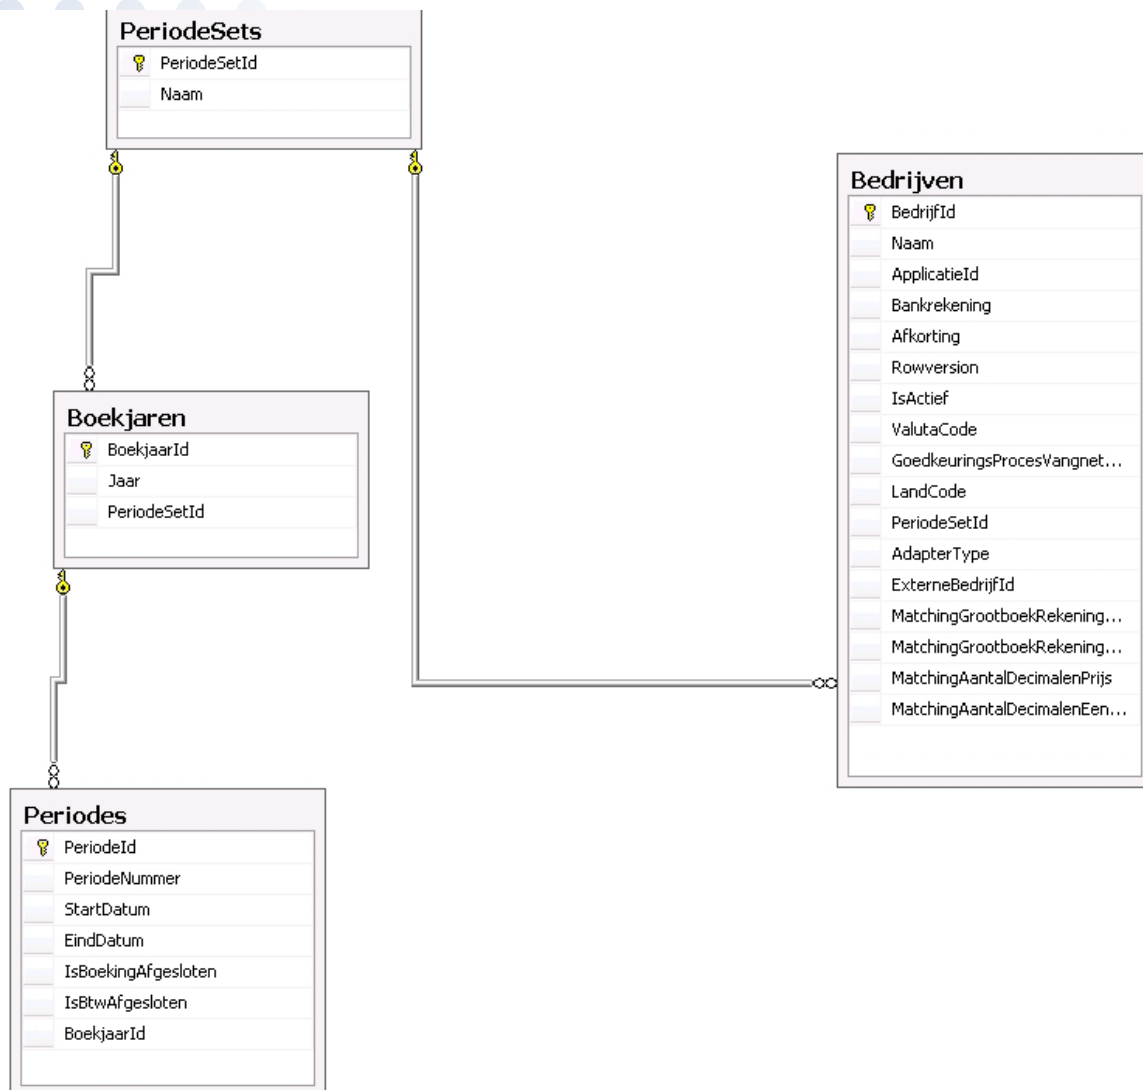 PeriodeSets
PeriodeSetId
Naam
Bedrijven
BedrijfId
Naam
ApplicatieId
Bankrekening
Afkorting
Rowversion
IsActief
ValutaCode
GoedkeuringsProcesVangnet...
LandCode
PeriodeSetId
AdapterType
ExterneBedrijfId
MatchingGrootboekRekening...
MatchingGrootboekRekening...
MatchingAantalDecimalenPrijs
MatchingAantalDecimalenEen...
Boekjaren
BoekjaarId
Jaar
PeriodeSetId
Periodes
PeriodeId
PeriodeNummer
StartDatum
EindDatum
IsBoekingAfgesloten
IsBtwAfgesloten
BoekjaarId